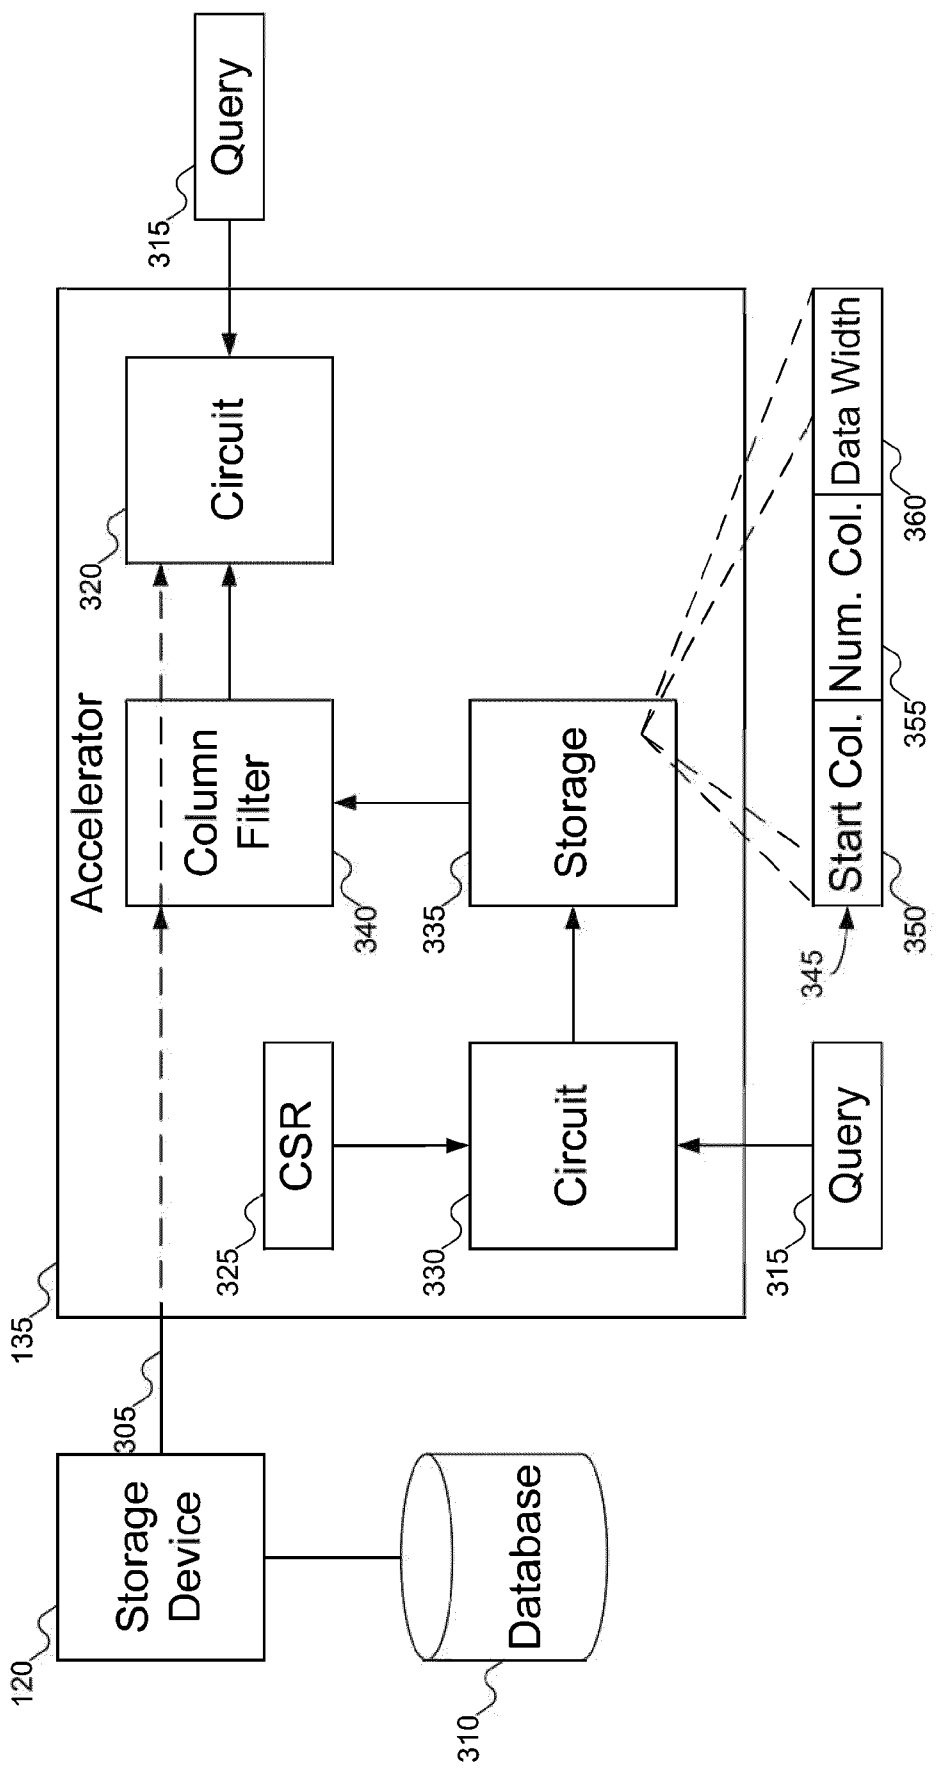 120
Storage
Device
305
135
Accelerator
Column
Filter
340
320
Circuit
315
Query
310
Database
325
CSR
330
Circuit
335
Storage
315
Query
345
Start Col.
Num. Col.
Data Width
350
355
360